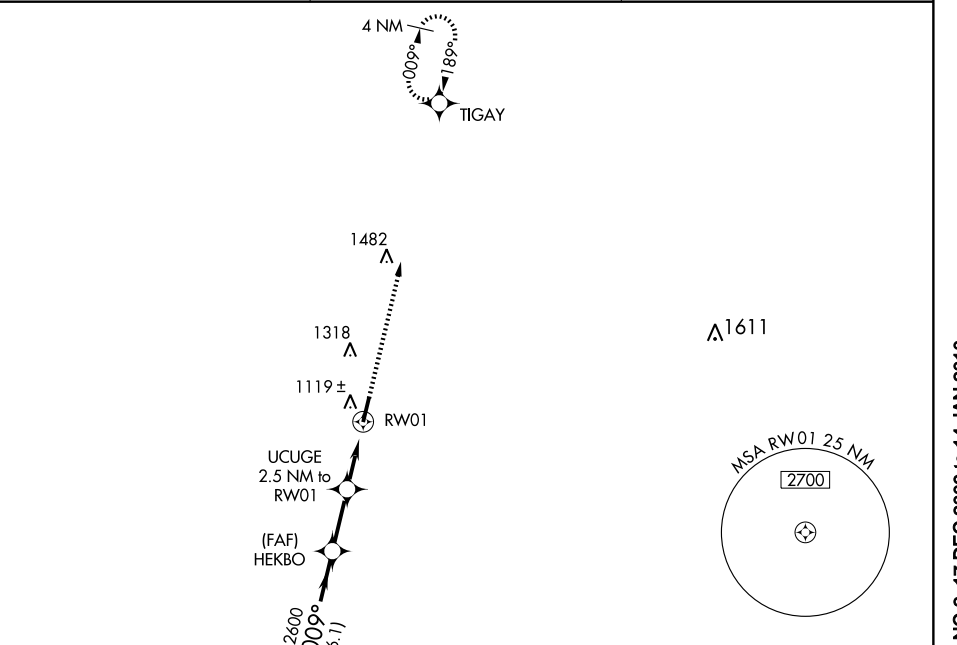 4 NM
009°
189°
TIGAY
1482
1318
1611
1119 ±
RW01
UCUGE
2.5 NM to
RW01
(FAF)
HEKBO
2600
009°
MSA RW01 25 NM
2700